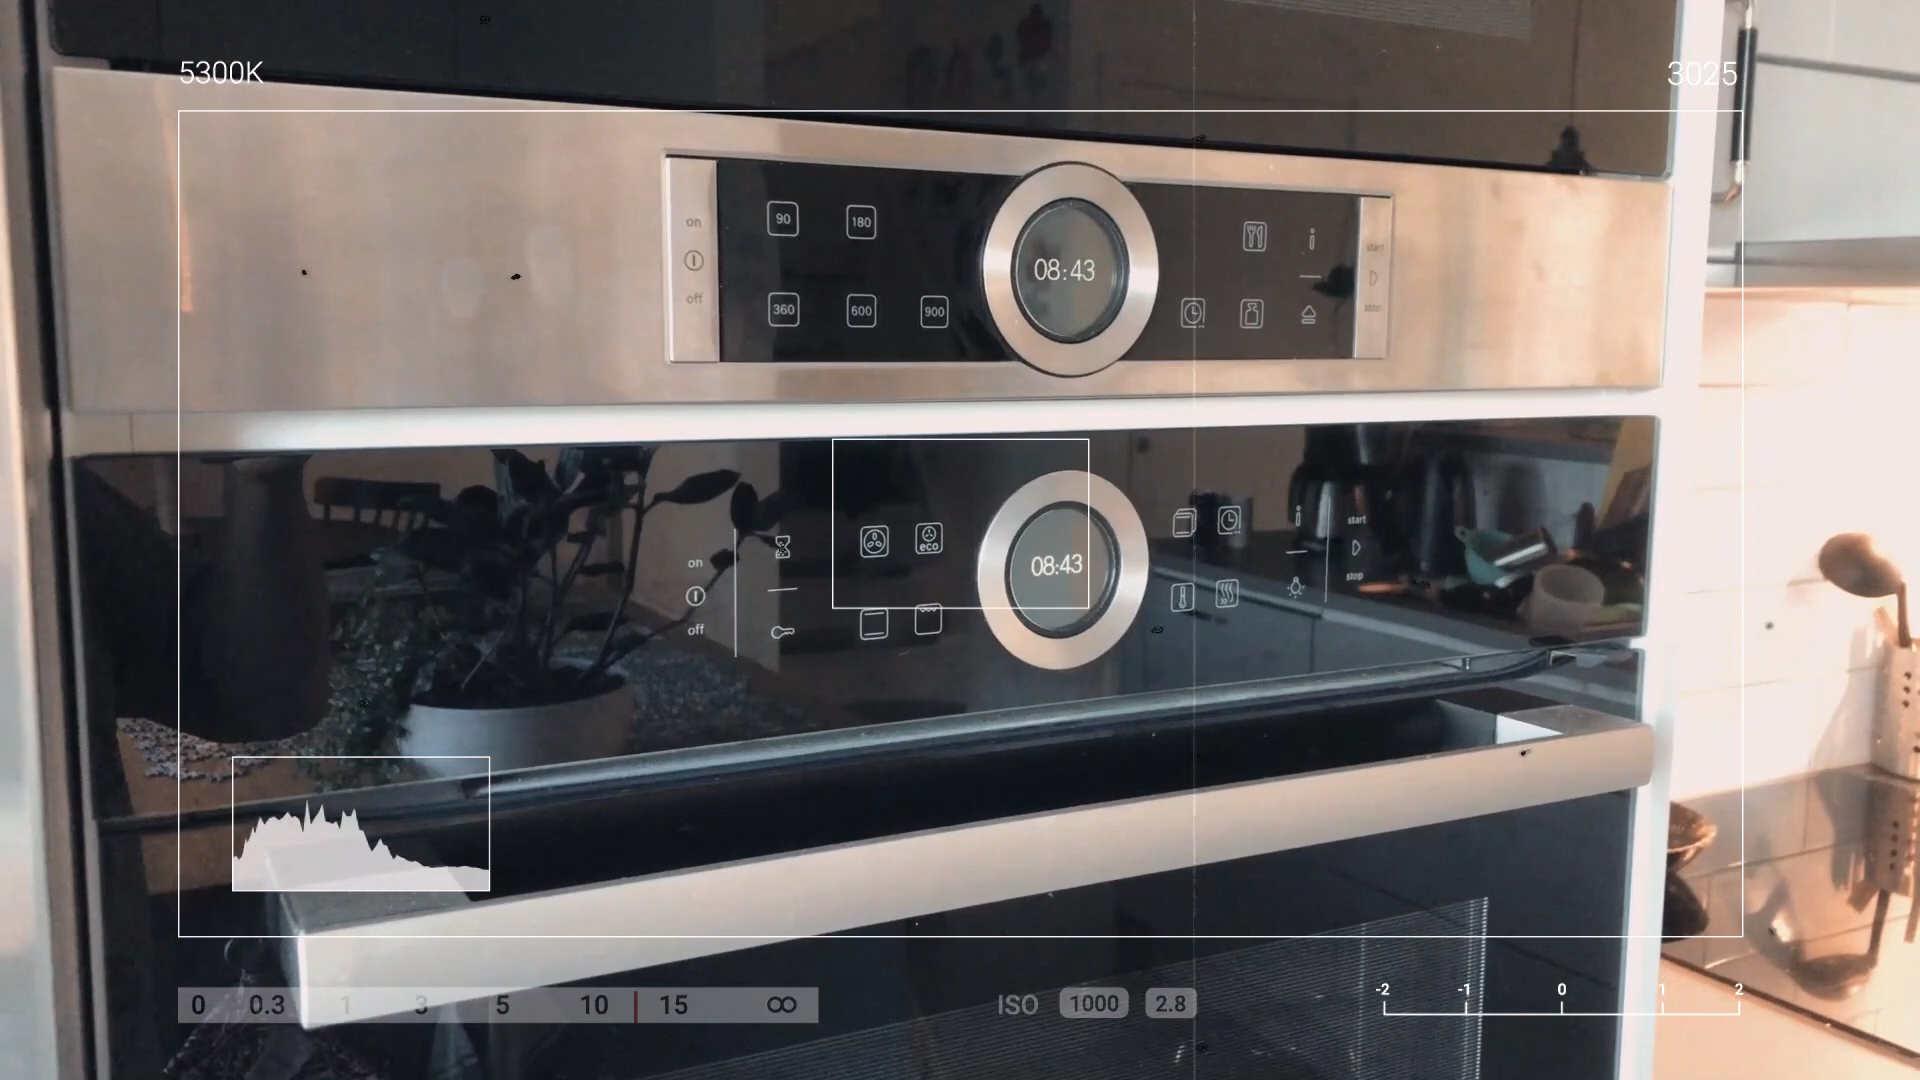 5300K 3025
on
off
90 180
360 600 900
08:43
start
stop
on
off
eco
08:43
start
stop
0 0.3 1 3 5 10 15 ∞
ISO 1000 2.8
-2 -1 0 1 2